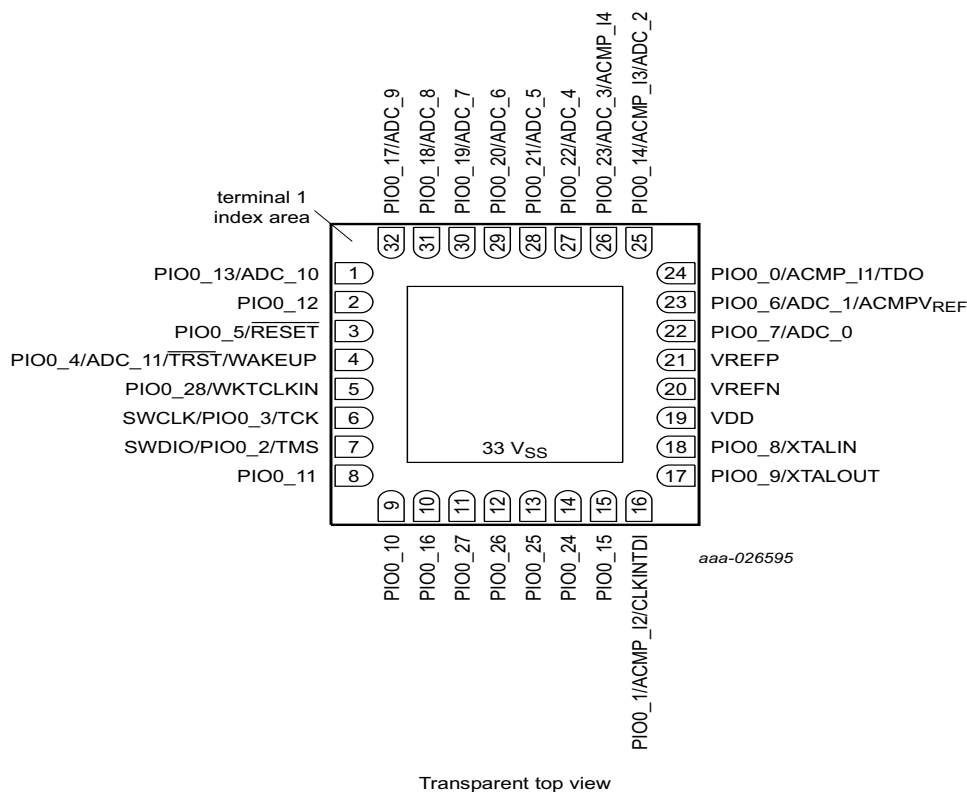 PIO0_17/ADC_9
PIO0_18/ADC_8
PIO0_19/ADC_7
PIO0_20/ADC_6
PIO0_21/ADC_5
PIO0_22/ADC_4
PIO0_23/ADC_3/ACMP_I4
PIO0_14/ACMP_I3/ADC_2
terminal 1
index area
32 31 30 29 28 27 26 25
PIO0_13/ADC_10 1
PIO0_12 2
PIO0_5/RESET 3
PIO0_4/ADC_11/TRST/WAKEUP 4
PIO0_28/WKTCLKIN 5
SWCLK/PIO0_3/TCK 6
SWDIO/PIO0_2/TMS 7
PIO0_11 8
24 PIO0_0/ACMP_I1/TDO
23 PIO0_6/ADC_1/ACMPVREF
22 PIO0_7/ADC_0
21 VREFP
20 VREFN
19 VDD
18 PIO0_8/XTALIN
17 PIO0_9/XTALOUT
33 VSS
9 10 11 12 13 14 15 16
PIO0_10
PIO0_16
PIO0_27
PIO0_26
PIO0_25
PIO0_24
PIO0_15
PIO0_1/ACMP_I2/CLKINTDI
aaa-026595
Transparent top view